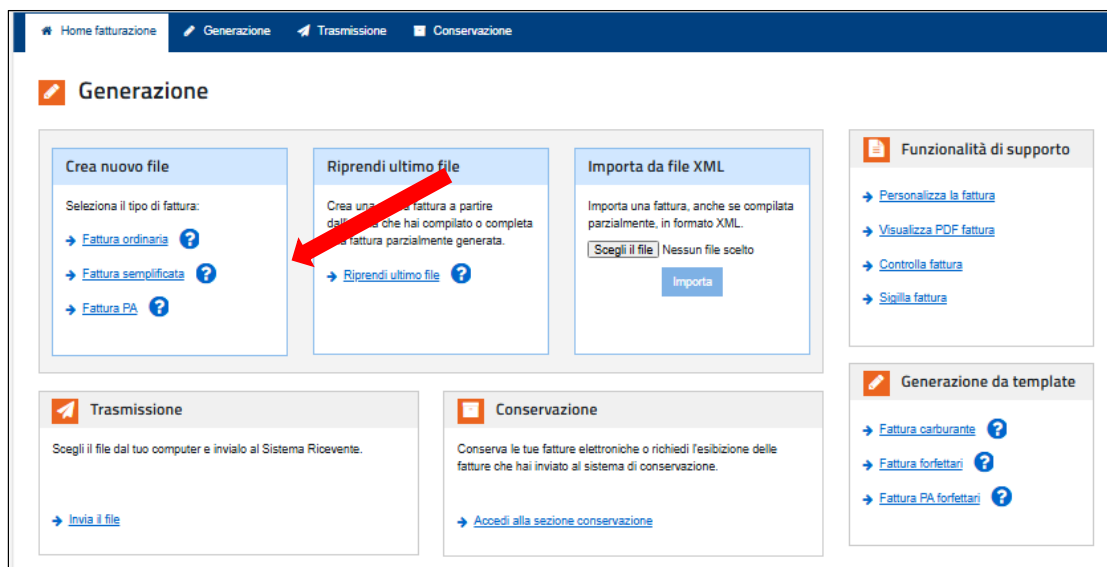 Home fatturazione
Generazione
Trasmissione
Conservazione
Generazione
Crea nuovo file
Seleziona il tipo di fattura:
Fattura ordinaria ?
Fattura semplificata ?
Fattura PA ?
Riprendi ultimo file
Crea una fattura a partire
che hai compilato o completa
fattura parzialmente generata.
Riprendi ultimo file ?
Importa da file XML
Importa una fattura, anche se compilata
parzialmente, in formato XML.
Scegli il file Nessun file scelto
Importa
Funzionalità di supporto
Personalizza la fattura
Visualizza PDF fattura
Controlla fattura
Sigilla fattura
Trasmissione
Scegli il file dal tuo computer e invialo al Sistema Ricevente.
Invia il file
Conservazione
Conserva le tue fatture elettroniche o richiedi l'esibizione delle
fatture che hai inviato al sistema di conservazione.
Accedi alla sezione conservazione
Generazione da template
Fattura carburante ?
Fattura forfettari ?
Fattura PA forfettari ?